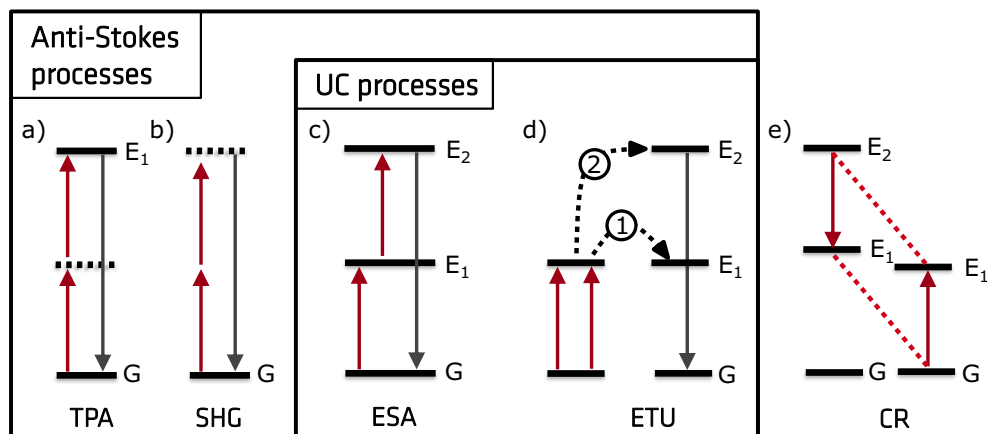 Anti-Stokes
processes
UC processes
a)
b)
c)
d)
e)
E₁
E₂
2
E₂
E₂
1
E₁
E₁
E₁
E₁
G
G
G
G
G
G
TPA
SHG
ESA
ETU
CR